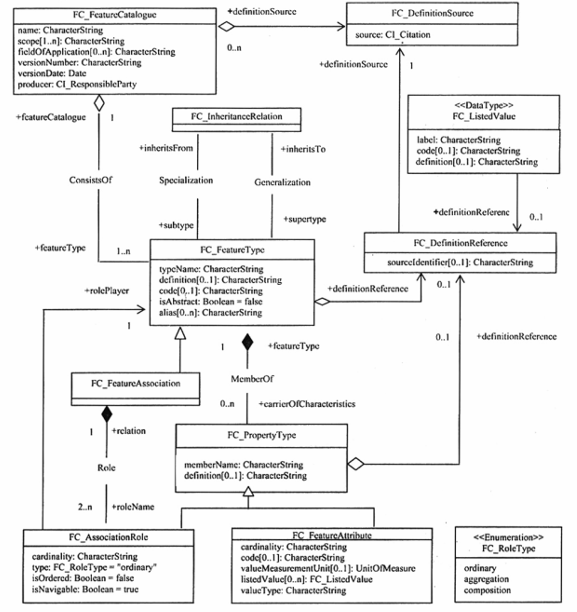 FC_FeatureCatalogue
name: CharacterString
scope[1..n]: CharacterString
fieldOfApplication[0..n]: CharacterString
versionNumber: CharacterString
versionDate: Date
producer: CI_ResponsibleParty
+definitionSource
0..n
FC_DefinitionSource
source: CI_Citation
+definitionSource
1
+featureCatalogue
1
FC_InheritanceRelation
<<DataType>>
FC_ListedValue
label: CharacterString
code[0..1]: CharacterString
definition[0..1]: CharacterString
+inheritsFrom
+inheritsTo
ConsistsOf
Specialization
Generalization
+subtype
+supertype
+definitionReferenc
0..1
+featureType
1..n
FC_FeatureType
typeName: CharacterString
definition[0..1]: CharacterString
code[0,.1]: CharacterString
isAbstract: Boolean = false
alias[0..n]: CharacterString
FC_DefinitionReference
sourceIdentifier[0..1]: CharacterString
+rolePlayer
1
+definitionReference
0..1
+featureType
1
0..1
+definitionReference
FC_FeatureAssociation
MemberOf
0..n
+carrierOfCharacteristics
1
+relation
FC_PropertyType
memberName: CharacterString
definition[0..1]: CharacterString
Role
2..n
+roleName
FC_AssociationRole
cardinality: CharacterString
type: FC_RoleType = "ordinary"
isOrdered: Boolean = false
isNavigable: Boolean = true
FC_FeatureAttribute
cardinality: CharacterString
code[0..1]: CharacterString
valueMeasurementUnit[0..1]: UnitOfMeasure
listedValue[0..n]: FC_ListedValue
valueType: CharacterString
<<Enumeration>>
FC_RoleType
ordinary
aggregation
composition